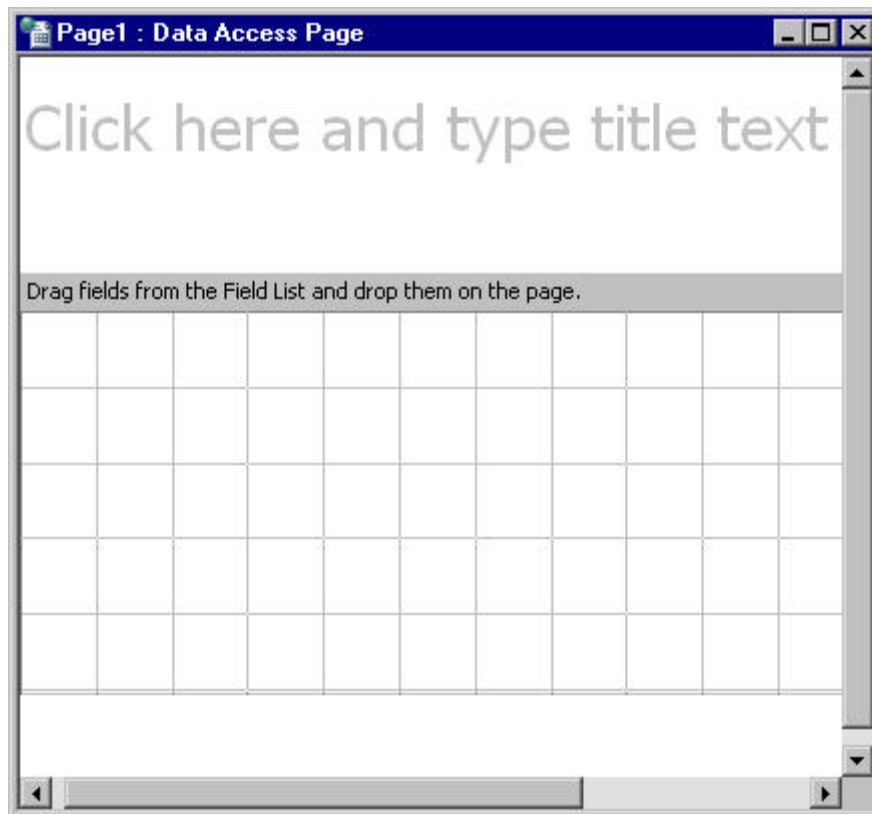 Page1 : Data Access Page
Click here and type title text
Drag fields from the Field List and drop them on the page.